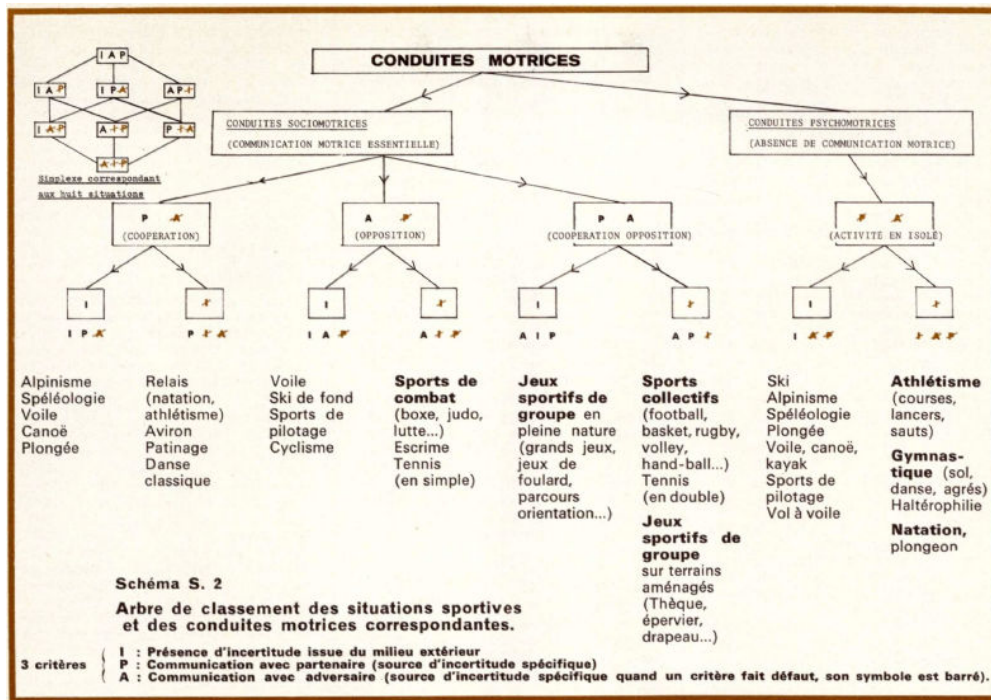 CONDUITES MOTRICES
I A P
I A P
I P A
A P I
I A P
A I P
P I A
A I P
Simplexe correspondant
aux huit situations
CONDUITES SOCIOMOTRICES
(COMMUNICATION MOTRICE ESSENTIELLE)
CONDUITES PSYCHOMOTRICES
(ABSENCE DE COMMUNICATION MOTRICE)
P A
(COOPERATION)
A P
(OPPOSITION)
P A
(COOPERATION OPPOSITION)
P A
(ACTIVITÉ EN ISOLÉ)
I
I
I
I
I
I
I
I
I P A
P I A
I A P
A I P
A I P
A P I
I A P
I A P
Alpinisme
Spéléologie
Voile
Canoë
Plongée
Relais
(natation,
athlétisme)
Aviron
Patinage
Danse
classique
Voile
Ski de fond
Sports de
pilotage
Cyclisme
Sports de
combat
(boxe, judo,
lutte...)
Escrime
Tennis
(en simple)
Jeux
sportifs de
groupe en
pleine nature
(grands jeux,
jeux de
foulard,
parcours
orientation...)
Sports
collectifs
(football,
basket, rugby,
volley,
hand-ball...)
Tennis
(en double)
Jeux
sportifs de
groupe
sur terrains
aménagés
(Thèque,
épervier,
drapeau...)
Ski
Alpinisme
Spéléologie
Plongée
Voile, canoë,
kayak
Sports de
pilotage
Vol à voile
Athlétisme
(courses,
lancers,
sauts)
Gymnas-
tique (sol,
danse, agrés)
Haltérophilie
Natation,
plongeon
Schéma S. 2
Arbre de classement des situations sportives
et des conduites motrices correspondantes.
3 critères
I : Présence d'incertitude issue du milieu extérieur
P : Communication avec partenaire (source d'incertitude spécifique)
A : Communication avec adversaire (source d'incertitude spécifique quand un critère fait défaut, son symbole est barré).